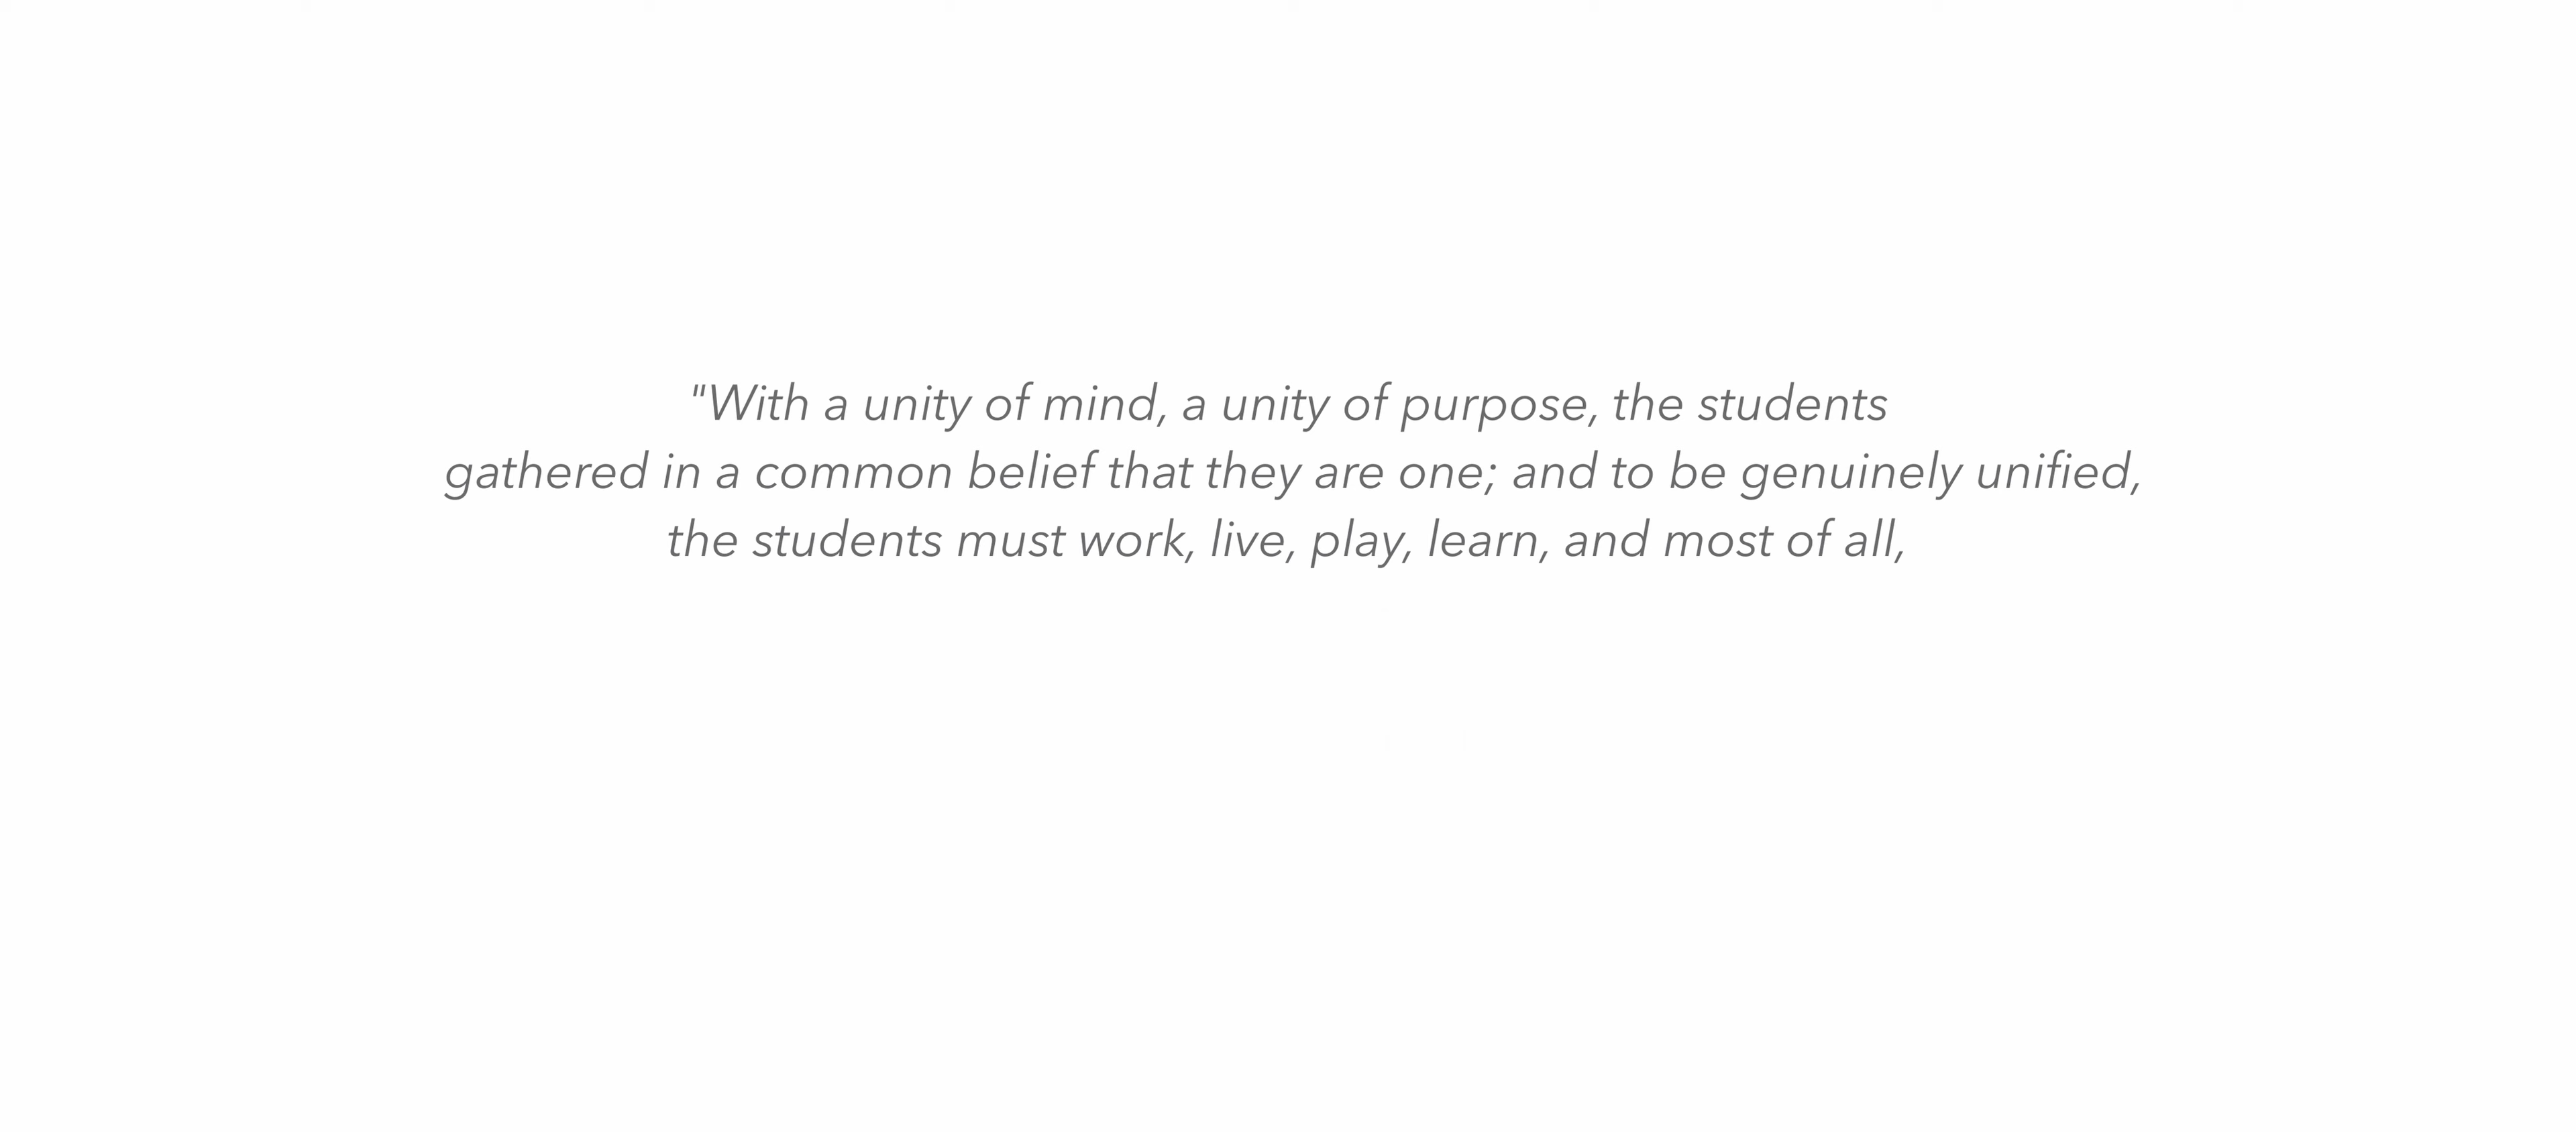 "With a unity of mind, a unity of purpose, the students
gathered in a common belief that they are one; and to be genuinely unified,
the students must work, live, play, learn, and most of all,